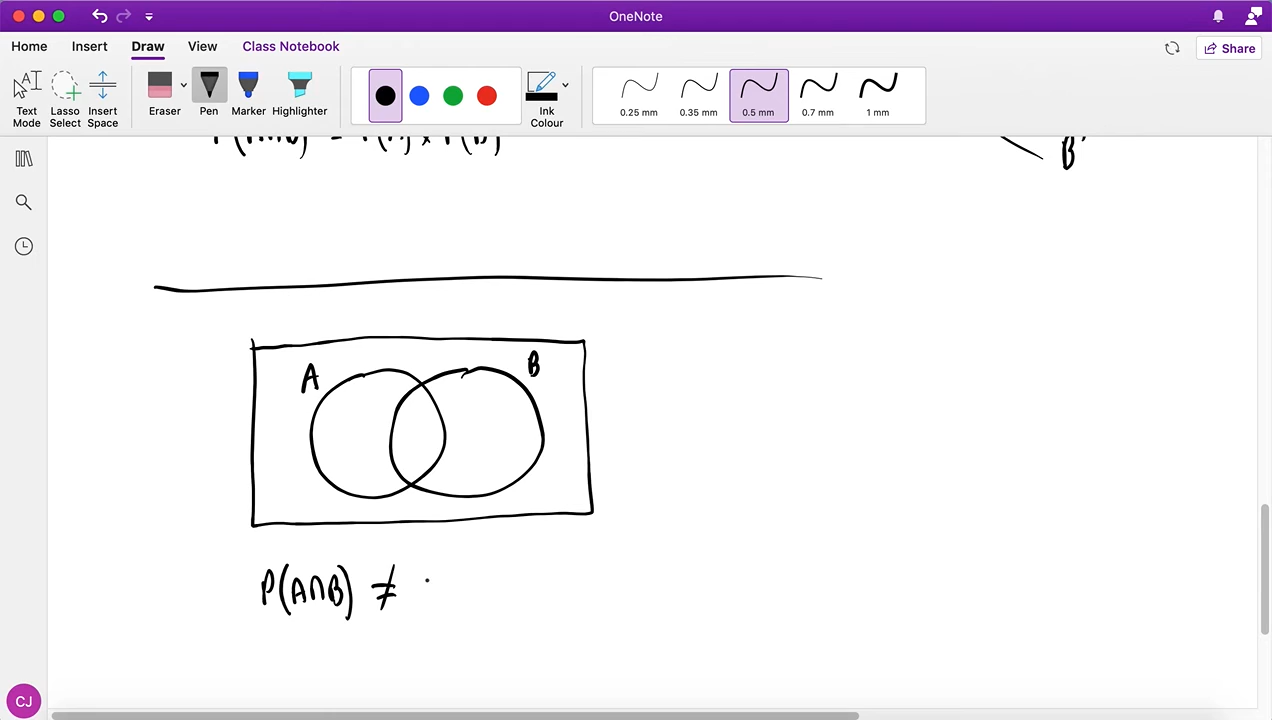 OneNote
Home Insert Draw View Class Notebook Share
Text Mode
Lasso Select
Insert Space
Eraser
Pen
Marker
Highlighter
Ink Colour
0.25 mm
0.35 mm
0.5 mm
0.7 mm
1 mm
P(A∩B) = P(A) x P(B)
B'
A
B
P(A∩B) ≠
CJ